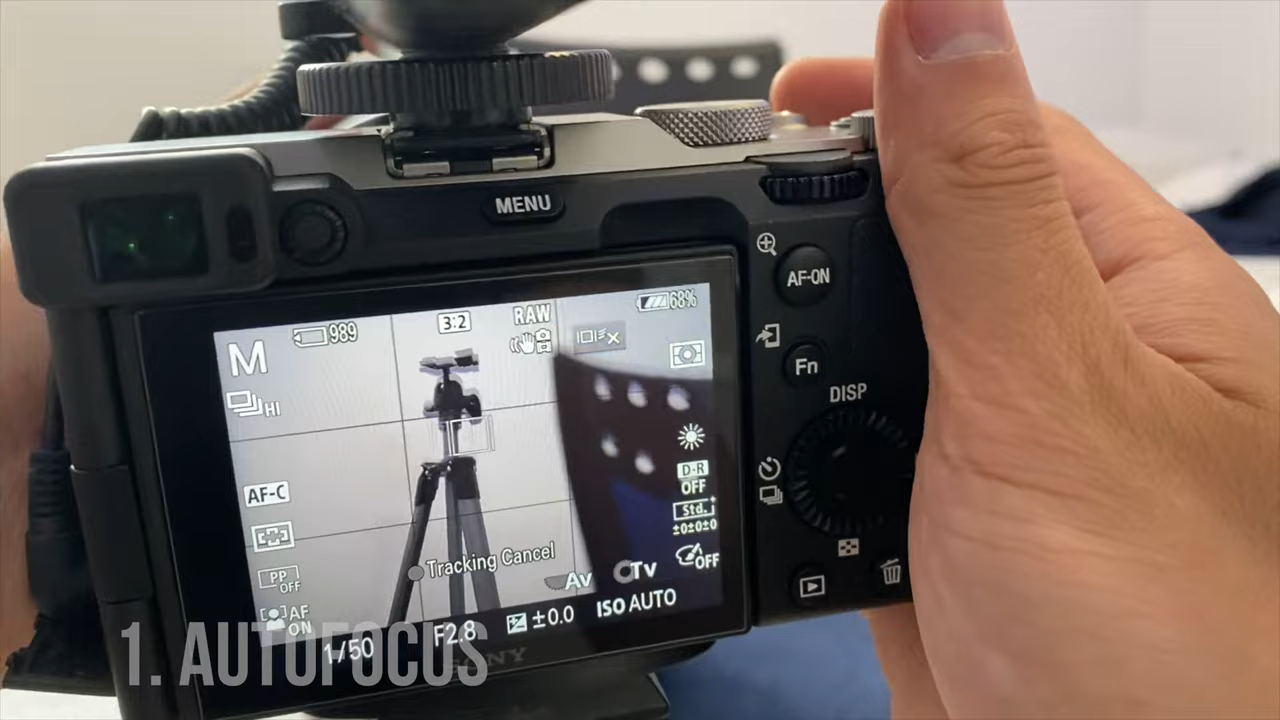 MENU
AF-ON
Fn
DISP
989
3:2
RAW
68%
M
HI
AF-C
D-R
OFF
Std.
±0±0±0
PP
OFF
Tracking Cancel
OFF
AF
ON
Av
Tv
1/50
F2.8
±0.0
ISO AUTO
SONY
1. AUTOFOCUS